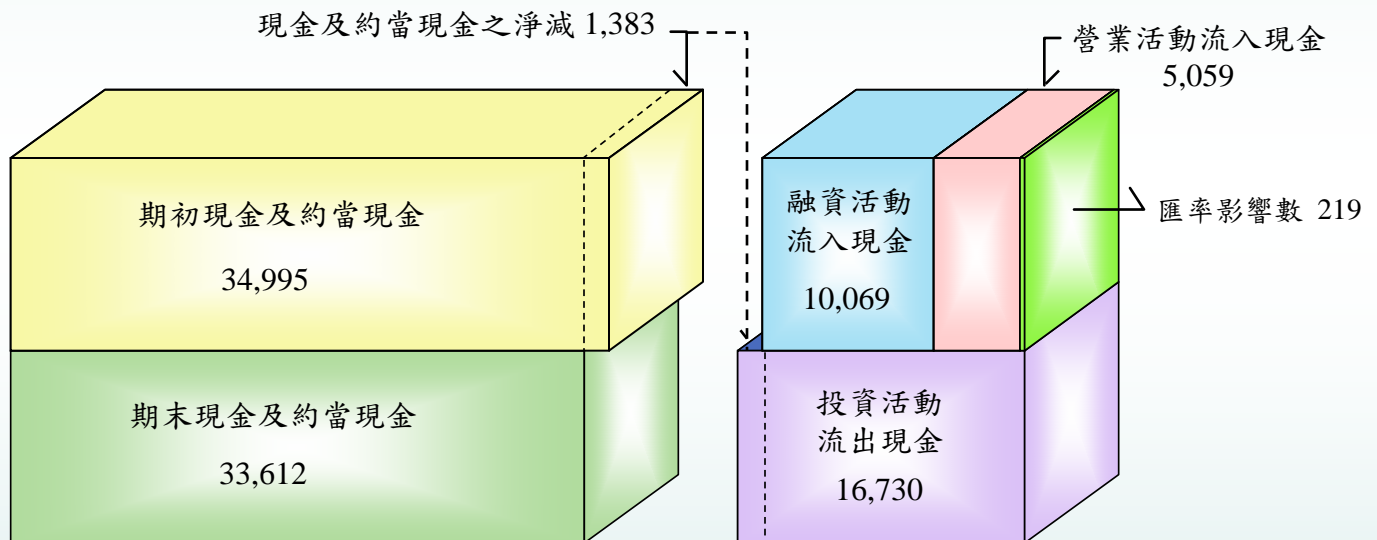 現金及約當現金之淨減 1,383
營業活動流入現金
5,059
期初現金及約當現金
34,995
融資活動
流入現金
10,069
匯率影響數 219
期末現金及約當現金
33,612
投資活動
流出現金
16,730